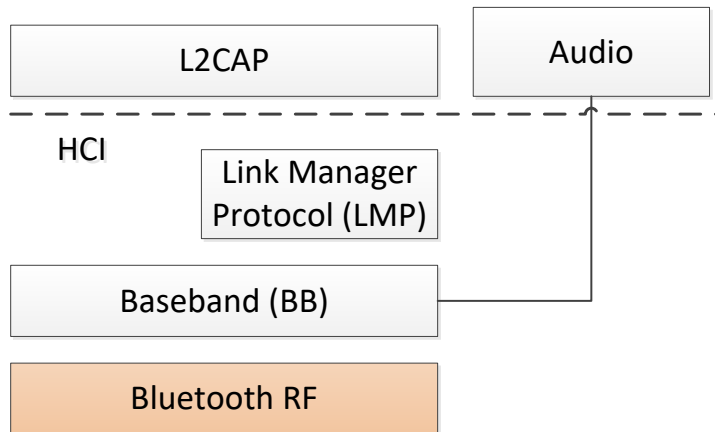 L2CAP
Audio
HCI
Link Manager
Protocol (LMP)
Baseband (BB)
Bluetooth RF